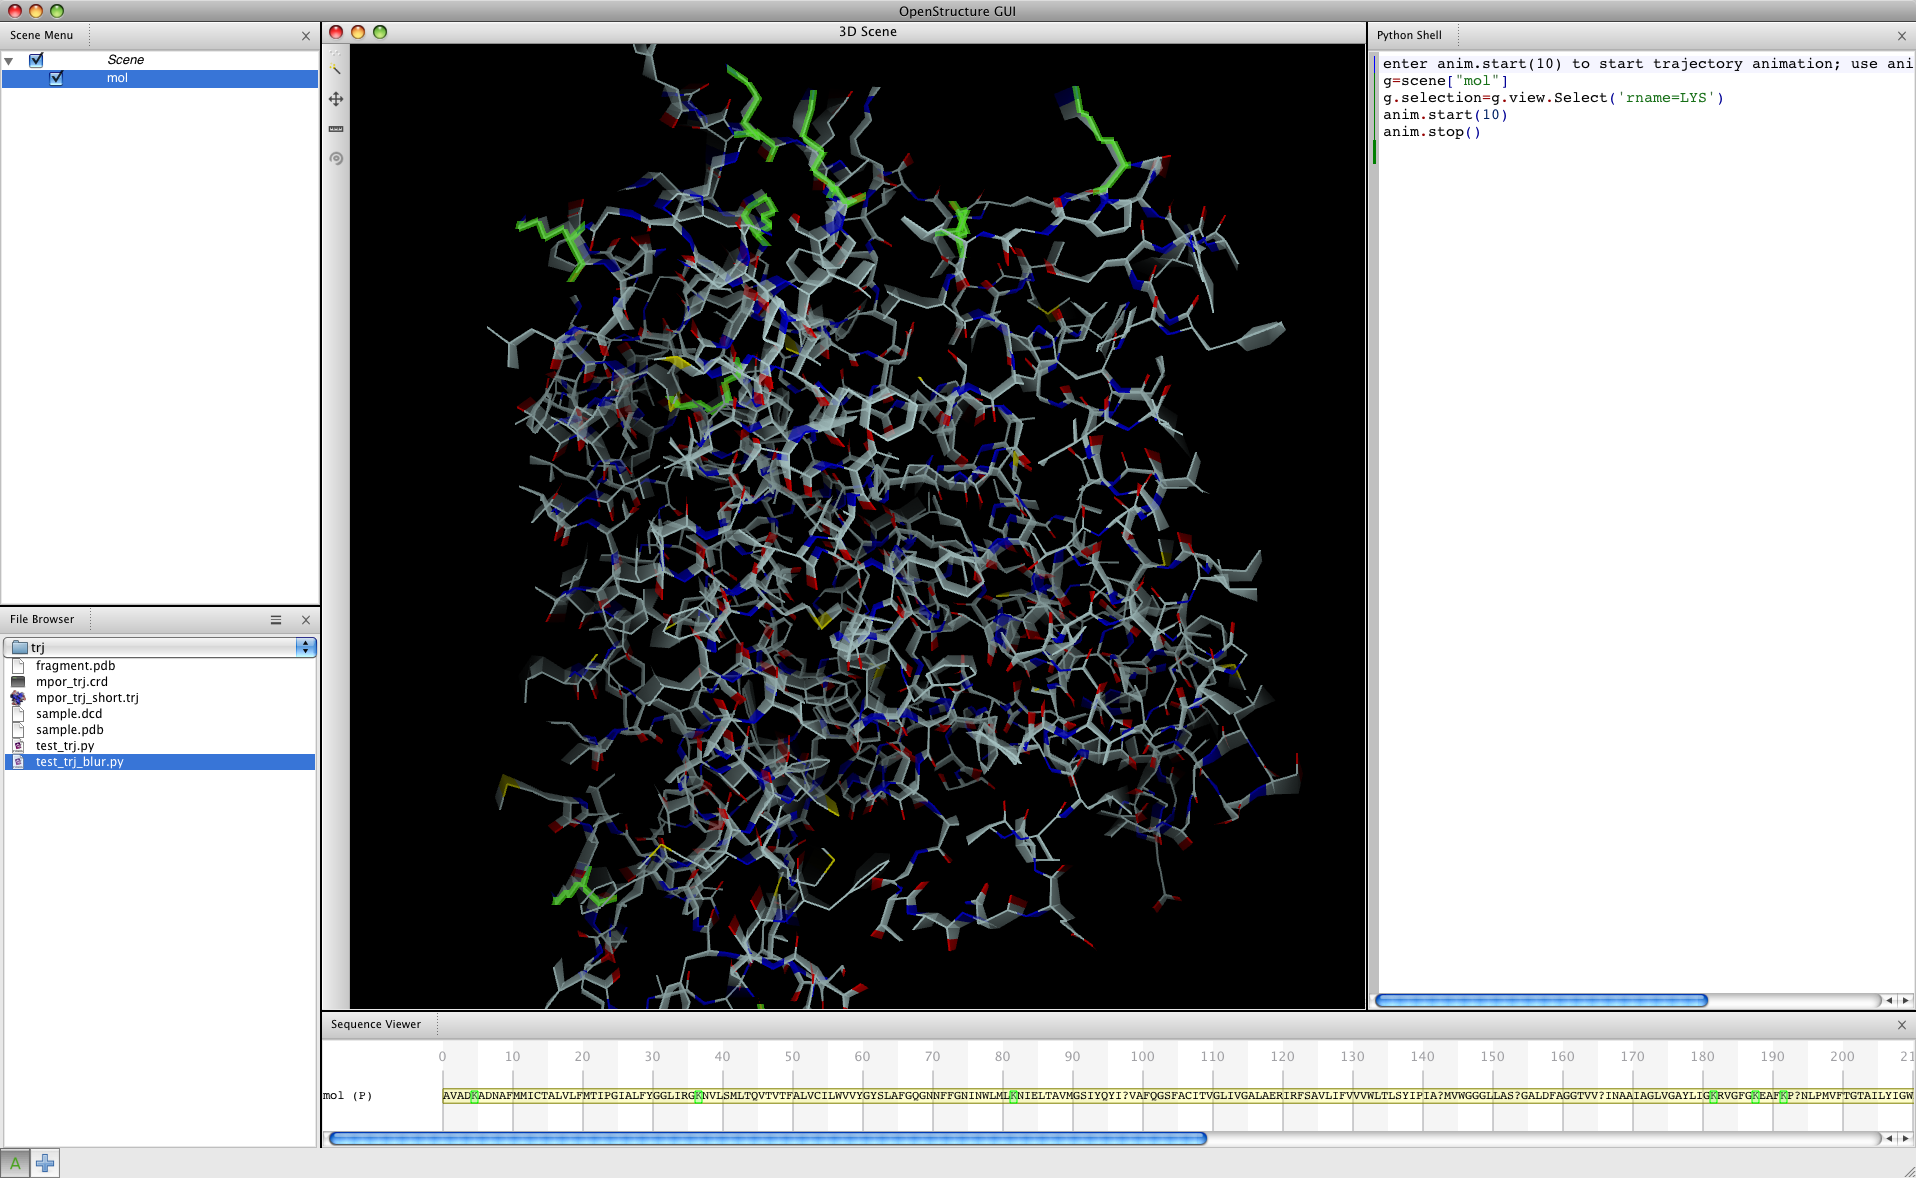 OpenStructure GUI
Scene Menu
Scene
mol
3D Scene
Python Shell
enter anim.start(10) to start trajectory animation; use ani
g=scene["mol"]
g.selection=g.view.Select('rname=LYS')
anim.start(10)
anim.stop()
File Browser
trj
fragment.pdb
mpor_trj.crd
mpor_trj_short.trj
sample.dcd
sample.pdb
test_trj.py
test_trj_blur.py
Sequence Viewer
0 10 20 30 40 50 60 70 80 90 100 110 120 130 140 150 160 170 180 190 200 21
mol (P) AVADKADNAFMMICTALVLFMTIPGIALFYGGLIRGKNVLSMLTQVTVTFALVCILWVVYGYSLAFGQGNNFFGNINWLMLKNIELTAVMGSIYQYI?VAFQGSFACITVGLIVGALAERIRFSAVLIFVVVWLTLSYIPIA?MVWGGGLLAS?GALDFAGGTVV?INAAIAGLVGAYLIGKRVGFGKEAFKP?NLPMVFTGTAILYIGW
A